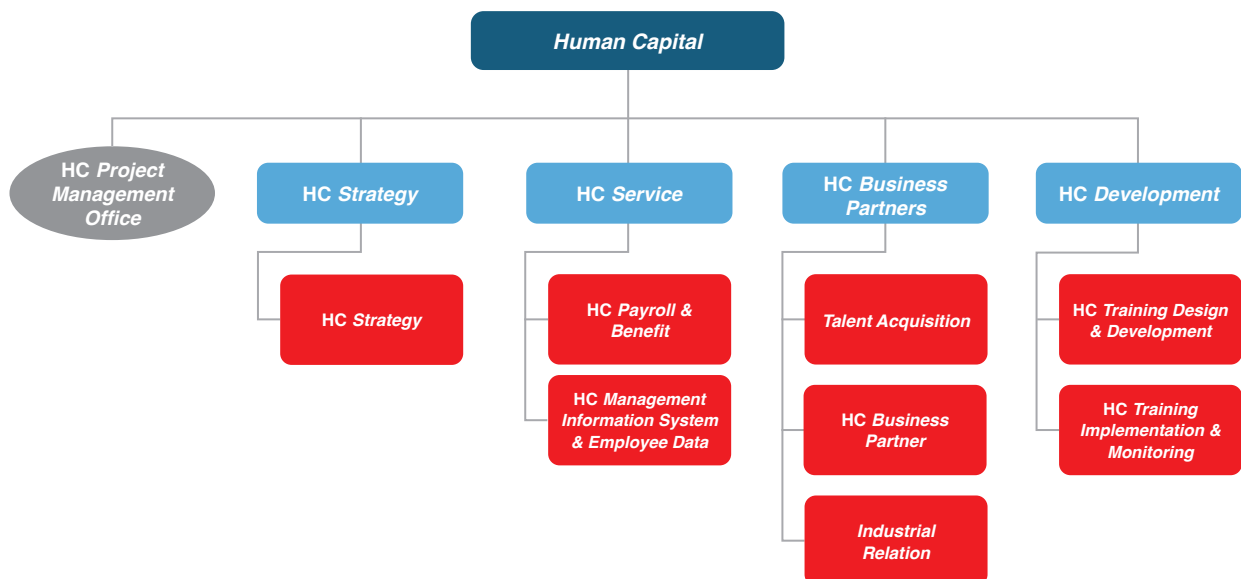 Human Capital
HC Project
Management
Office
HC Strategy
HC Service
HC Business
Partners
HC Development
HC Strategy
HC Payroll &
Benefit
HC Management
Information System
& Employee Data
Talent Acquisition
HC Business
Partner
Industrial
Relation
HC Training Design
& Development
HC Training
Implementation &
Monitoring